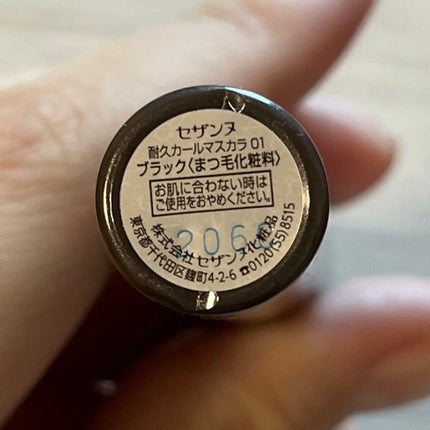 セザンヌ
耐久カールマスカラ 01
ブラック〈まつ毛化粧料〉
お肌に合わない時は
ご使用をおやめください。
株式会社セザンヌ化粧品
東京都千代田区麹町4-2-6 ☎0120(55)8515